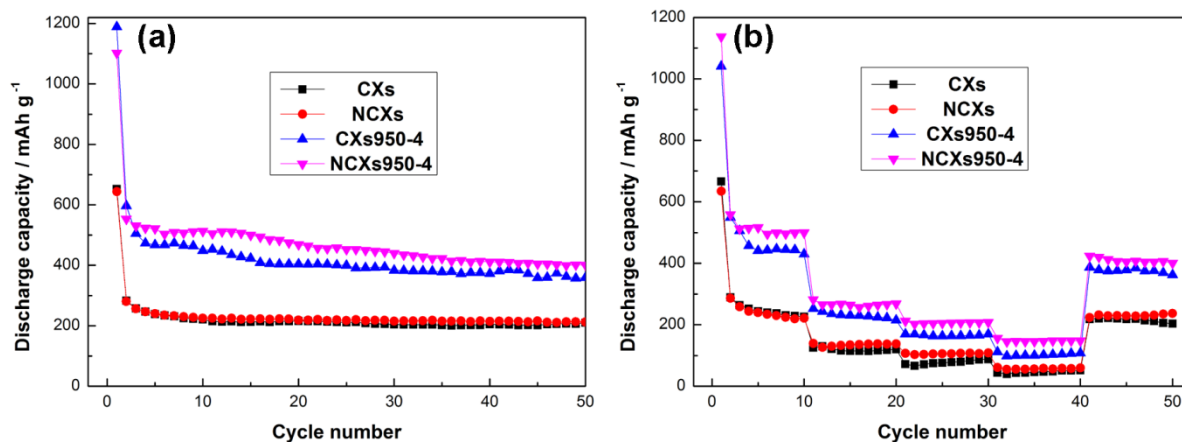 (a)
Discharge capacity / mAh g⁻¹
1200
1000
800
600
400
200
0
CXs
NCXs
CXs950-4
NCXs950-4
0 10 20 30 40 50
Cycle number
(b)
Discharge capacity / mAh g⁻¹
1200
1000
800
600
400
200
0
CXs
NCXs
CXs950-4
NCXs950-4
0 10 20 30 40 50
Cycle number